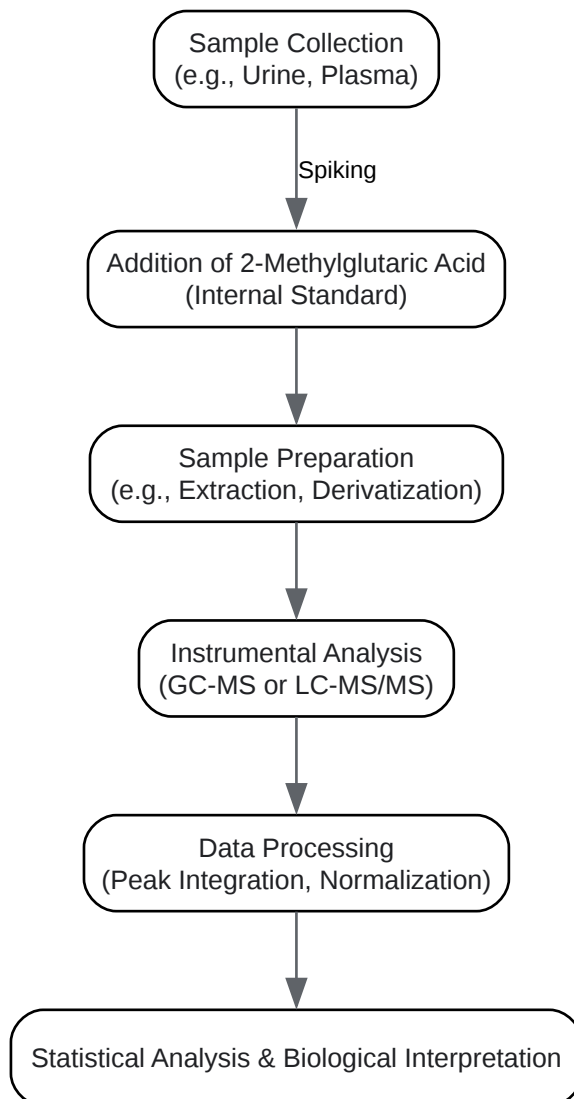 Sample Collection
(e.g., Urine, Plasma)
Spiking
Addition of 2-Methylglutaric Acid
(Internal Standard)
Sample Preparation
(e.g., Extraction, Derivatization)
Instrumental Analysis
(GC-MS or LC-MS/MS)
Data Processing
(Peak Integration, Normalization)
Statistical Analysis & Biological Interpretation